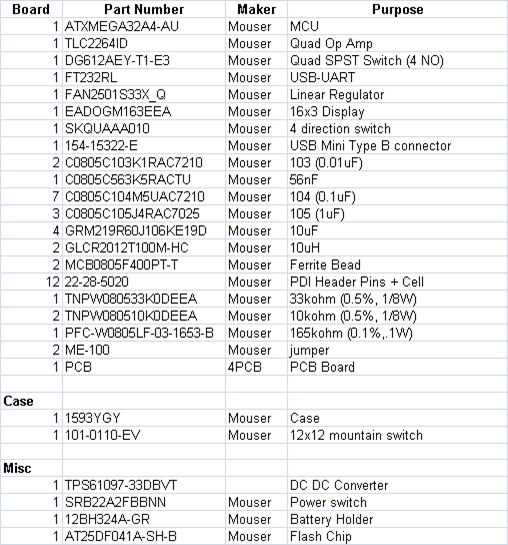 Board Part Number Maker Purpose
1 ATXMEGA32A4-AU Mouser MCU
1 TLC2264ID Mouser Quad Op Amp
1 DG612AEY-T1-E3 Mouser Quad SPST Switch (4 NO)
1 FT232RL Mouser USB-UART
1 FAN2501S33X_Q Mouser Linear Regulator
1 EADOGM163EEA Mouser 16x3 Display
1 SKQUAAA010 Mouser 4 direction switch
1 154-15322-E Mouser USB Mini Type B connector
2 C0805C103K1RAC7210 Mouser 103 (0.01uF)
1 C0805C563K5RACTU Mouser 56nF
7 C0805C104M5UAC7210 Mouser 104 (0.1uF)
3 C0805C105J4RAC7025 Mouser 105 (1uF)
4 GRM219R60J106KE19D Mouser 10uF
2 GLCR2012T100M-HC Mouser 10uH
2 MCB0805F400PT-T Mouser Ferrite Bead
12 22-28-5020 Mouser PDI Header Pins + Cell
1 TNPW080533K0DEEA Mouser 33kohm (0.5%, 1/8W)
2 TNPW080510K0DEEA Mouser 10kohm (0.5%, 1/8W)
1 PFC-W0805LF-03-1653-B Mouser 165kohm (0.1%,.1W)
2 ME-100 Mouser jumper
1 PCB 4PCB PCB Board
Case
1 1593YGY Mouser Case
1 101-0110-EV Mouser 12x12 mountain switch
Misc
1 TPS61097-33DBVT DC DC Converter
1 SRB22A2FBBNN Mouser Power switch
1 12BH324A-GR Mouser Battery Holder
1 AT25DF041A-SH-B Mouser Flash Chip